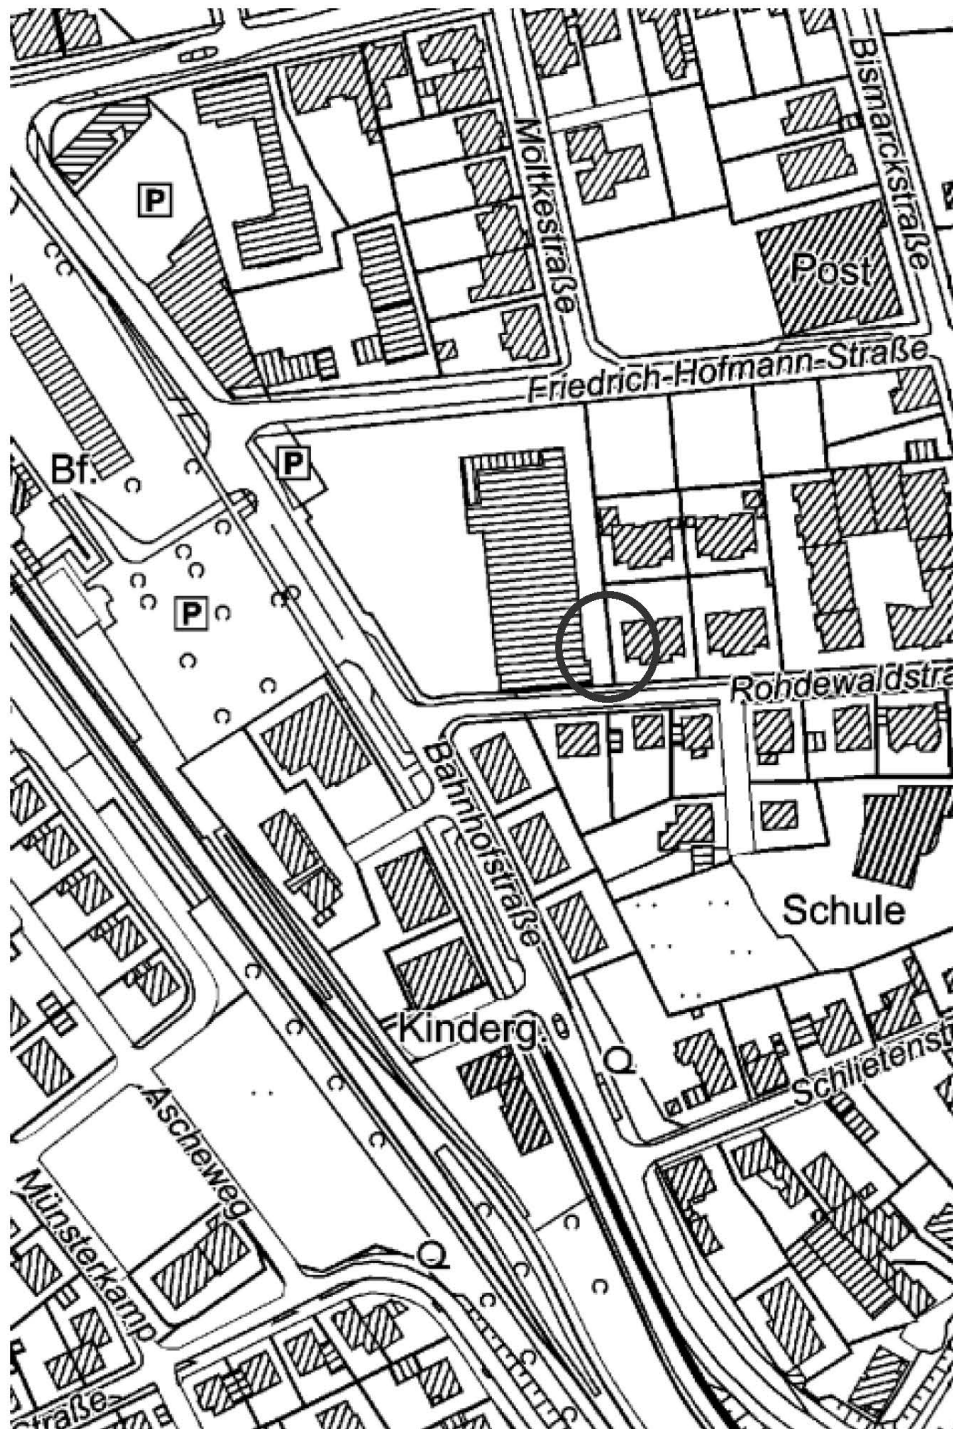 Moltkestraße
Bismarckstraße
P
Post
Friedrich-Hofmann-Straße
P
Bf.
P
Rohdewaldstra
Bahnhofstraße
Schule
Kinderg.
Schlietenst
Ascheweg
Münsterkamp
straße